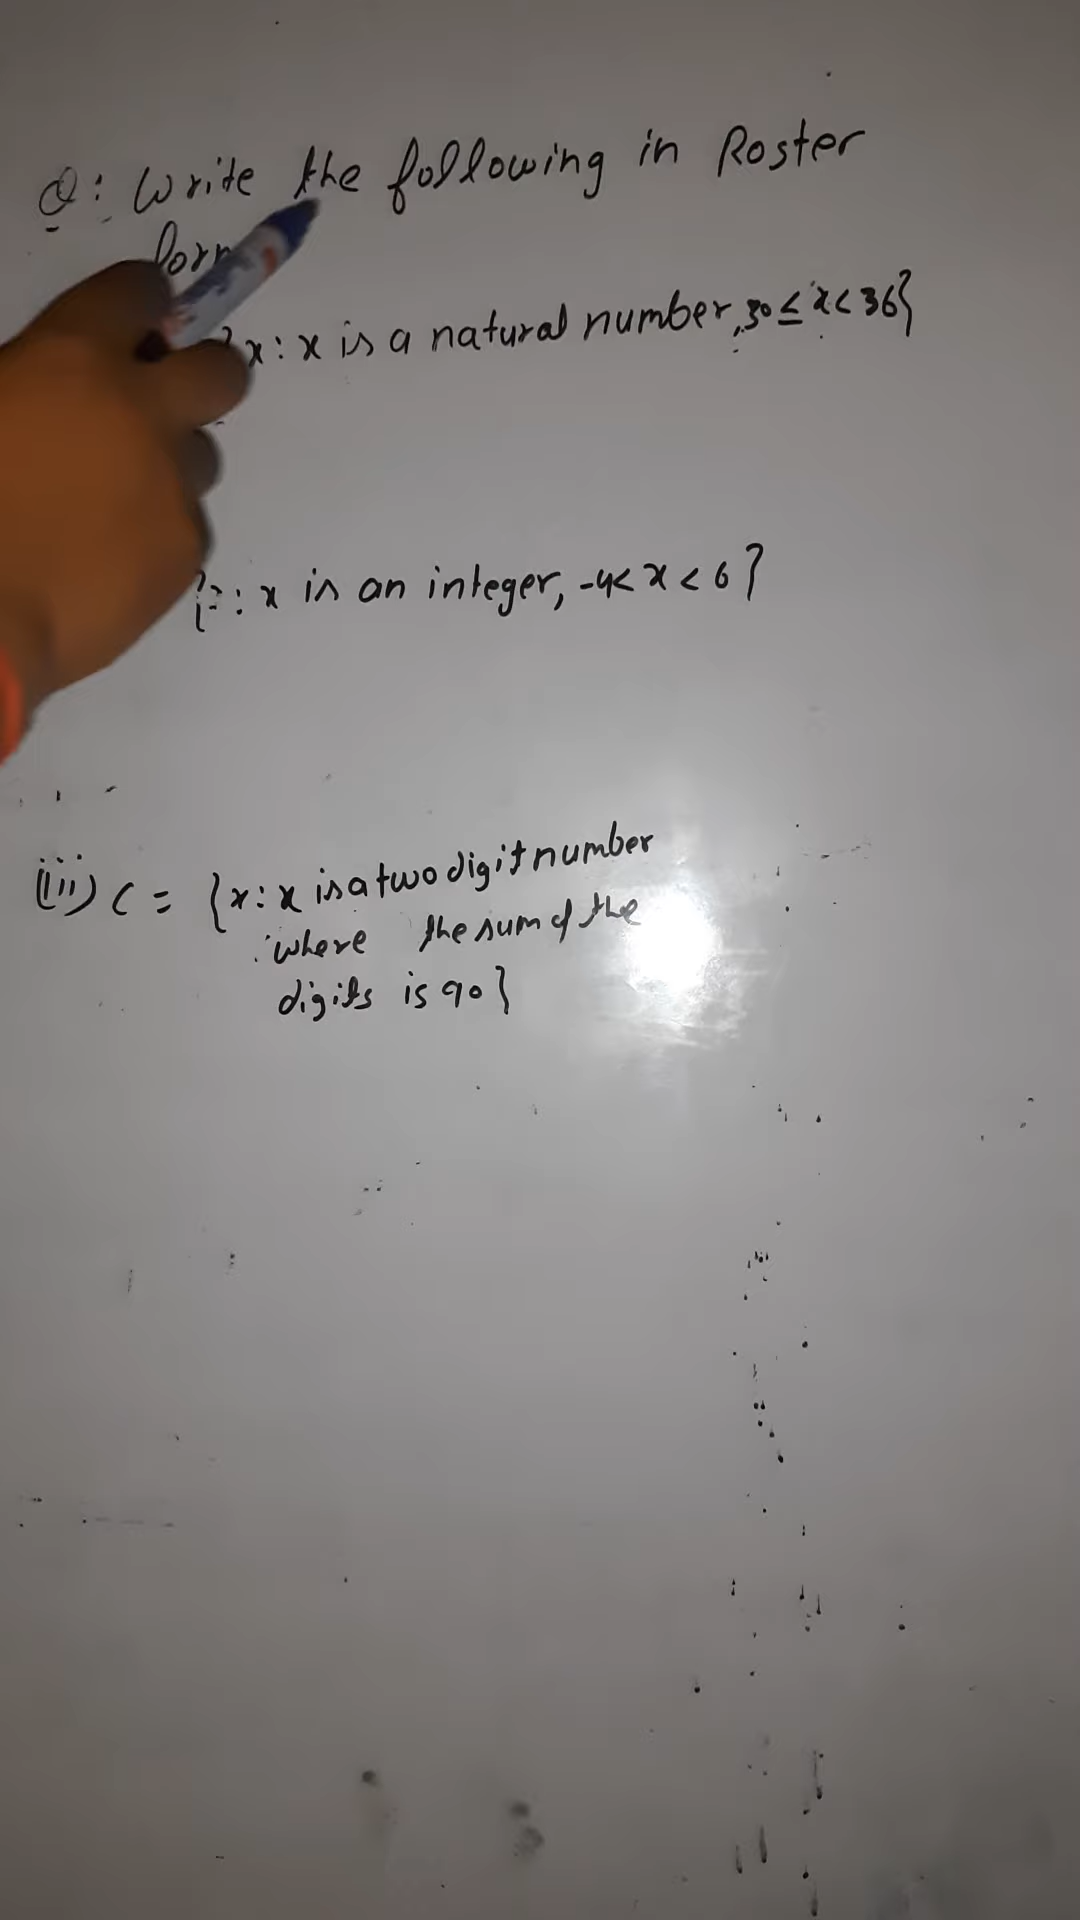 Q: Write the following in Roster
x : x is a natural number, 30 ≤ x < 36}
: x is an integer, -4< x < 6}
(iii) C = {x : x is a two digit number
where the sum of the
digits is 90}